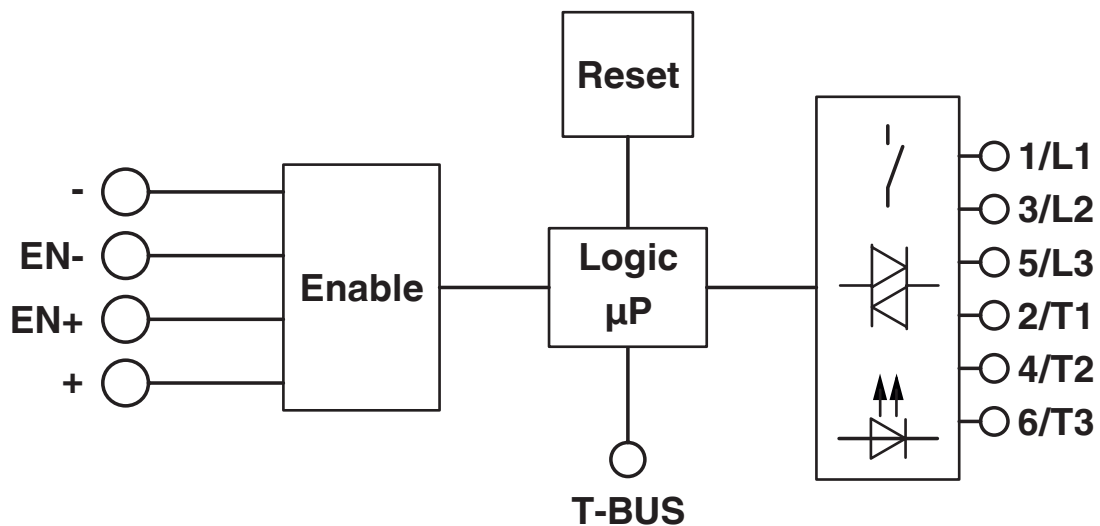 Reset
-
EN-
EN+
+
Enable
Logic
µP
T-BUS
1/L1
3/L2
5/L3
2/T1
4/T2
6/T3